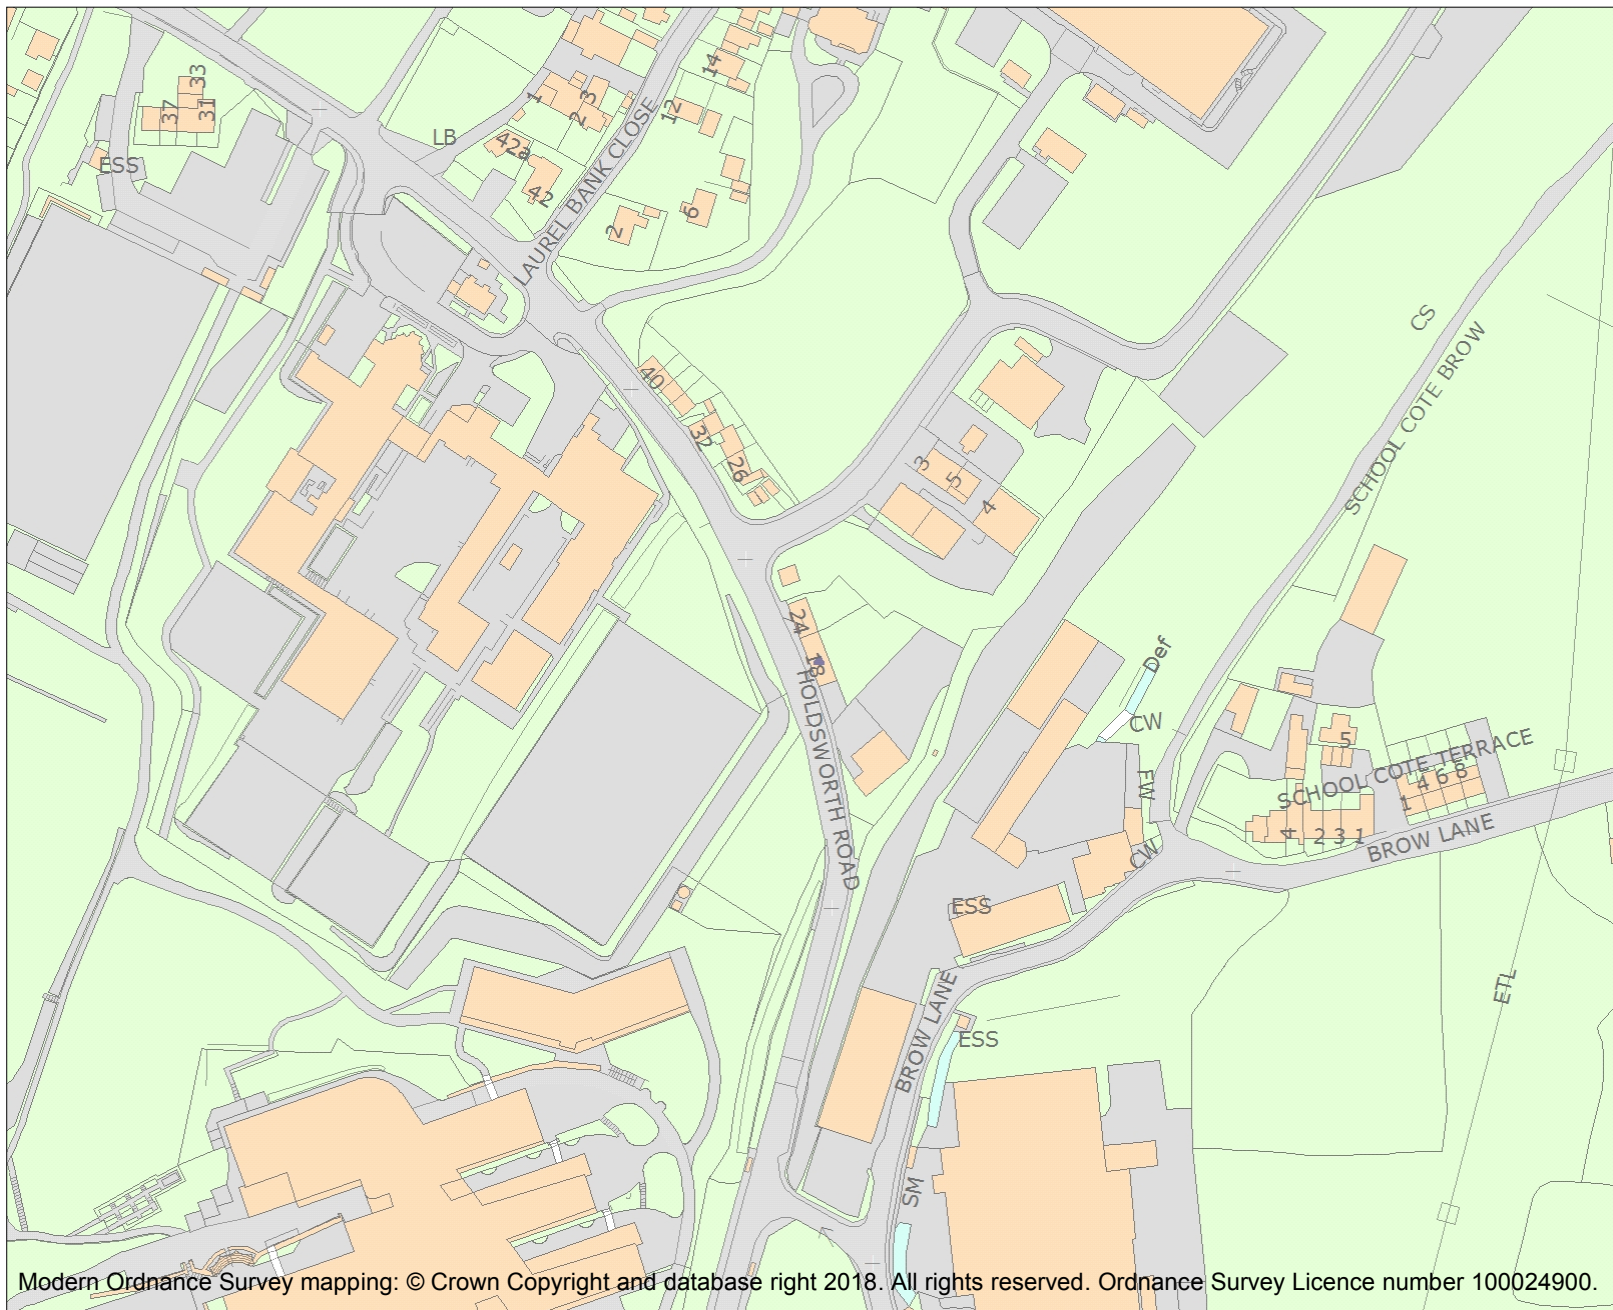 33
37
31
ESS
LB
14
1
3
2
12
42a
42
LAUREL BANK CLOSE
6
2
CS
SCHOOL COTE BROW
40
32
26
3
5
4
24
18
HOLDSWORTH ROAD
Def
CW
FW
5
SCHOOL COTE TERRACE
1 4 6 8
4 2 3 1
BROW LANE
CW
ESS
ETL
BROW LANE
ESS
SM
Modern Ordnance Survey mapping: © Crown Copyright and database right 2018. All rights reserved. Ordnance Survey Licence number 100024900.